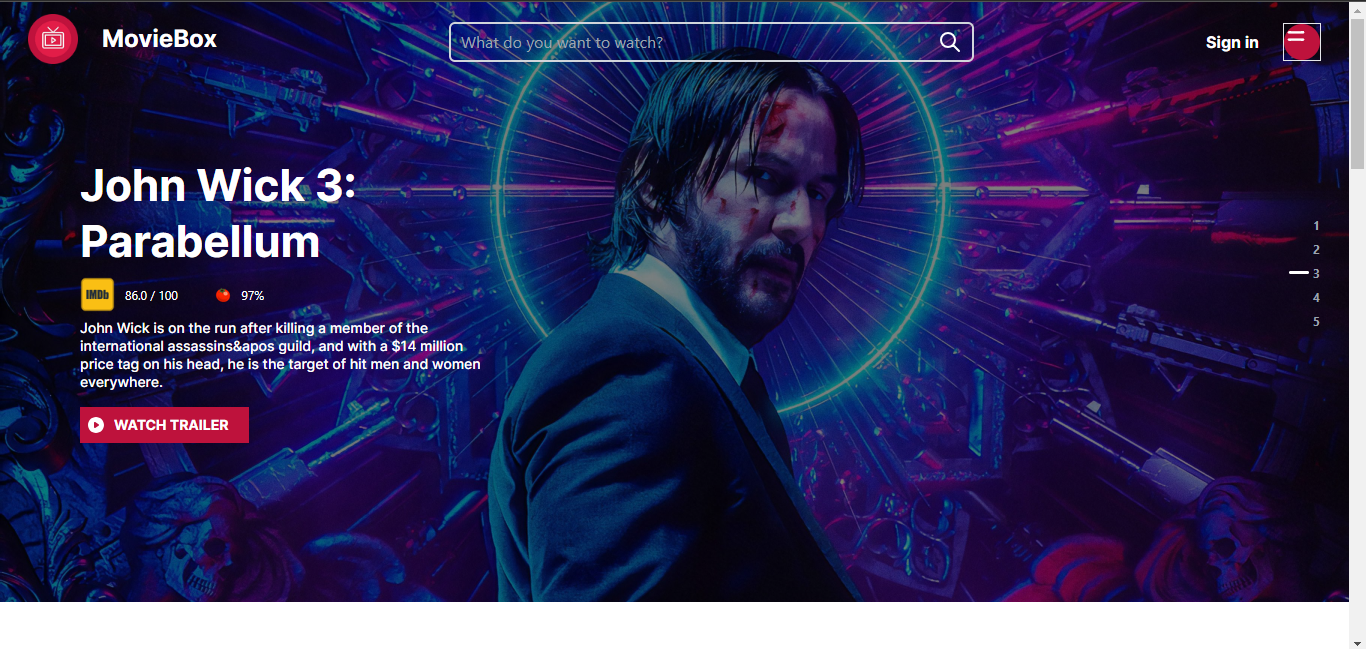 MovieBox
What do you want to watch?
Sign in
John Wick 3:
Parabellum
IMDb
86.0 / 100
97%
John Wick is on the run after killing a member of the
international assassins&apos guild, and with a $14 million
price tag on his head, he is the target of hit men and women
everywhere.
WATCH TRAILER
1
2
3
4
5